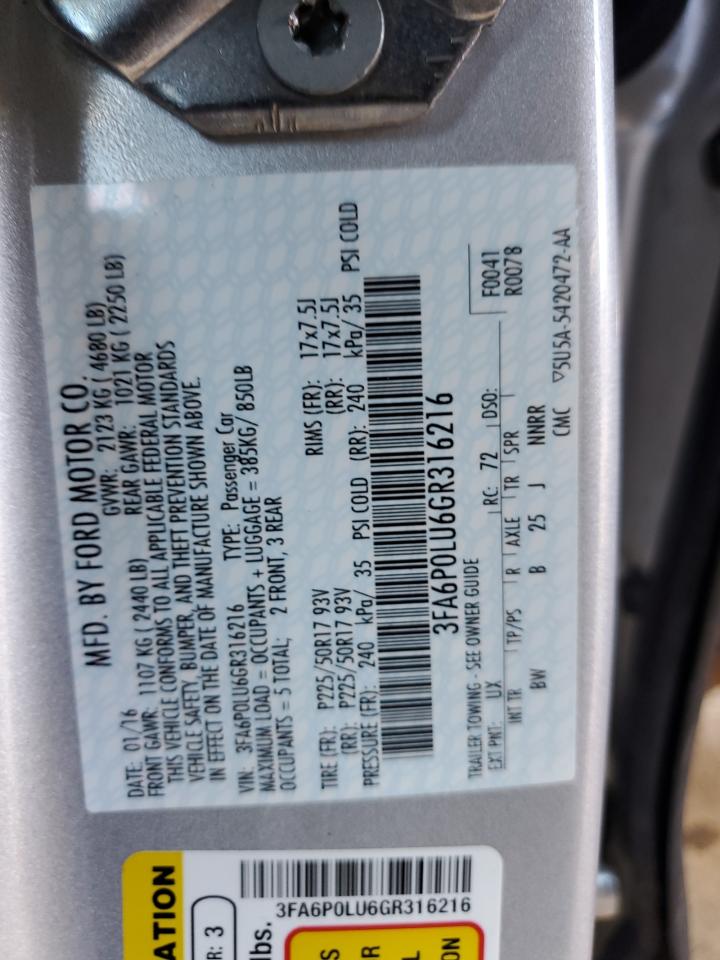 MFD. BY FORD MOTOR CO.
DATE: 01/16 GVWR: 2123 KG ( 4680 LB)
FRONT GAWR: 1107 KG ( 2440 LB) REAR GAWR: 1021 KG ( 2250 LB)
THIS VEHICLE CONFORMS TO ALL APPLICABLE FEDERAL MOTOR
VEHICLE SAFETY, BUMPER, AND THEFT PREVENTION STANDARDS
IN EFFECT ON THE DATE OF MANUFACTURE SHOWN ABOVE.
VIN: 3FA6P0LU6GR316216 TYPE: Passenger Car
MAXIMUM LOAD = OCCUPANTS + LUGGAGE = 385KG/ 850LB
OCCUPANTS = 5 TOTAL; 2 FRONT, 3 REAR
TIRE (FR): P225/50R17 93V RIMS (FR): 17x7.5J
(RR): P225/50R17 93V (RR): 17x7.5J
PRESSURE (FR): 240 kPa/ 35 PSI COLD (RR): 240 kPa/ 35 PSI COLD
3FA6P0LU6GR316216
TRAILER TOWING - SEE OWNER GUIDE F0041
EXT PNT: UX RC: 72 DSO: R0078
INT TR TP/PS R AXLE TR SPR
BW B 25 J NNRR
CMC ▽5U5A-5420472-AA
ATION
R: 3
3FA6P0LU6GR316216
lbs.
S
R
L
ON